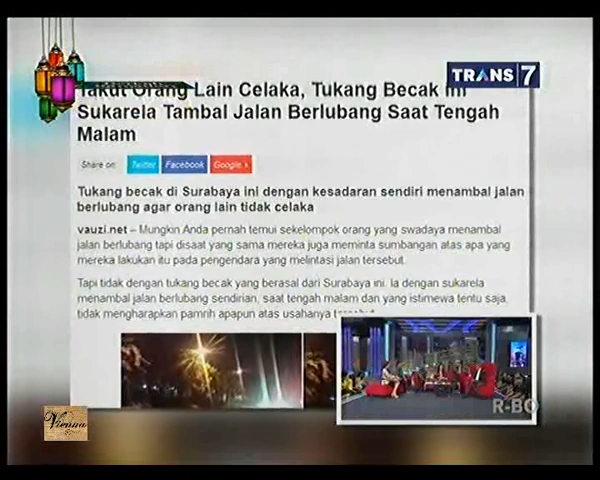 TRANS 7
Takut Orang Lain Celaka, Tukang Becak Ini
Sukarela Tambal Jalan Berlubang Saat Tengah
Malam
Share on: Twitter Facebook Google +
Tukang becak di Surabaya ini dengan kesadaran sendiri menambal jalan
berlubang agar orang lain tidak celaka
vauzi.net – Mungkin Anda pernah temui sekelompok orang yang swadaya menambal
jalan berlubang tapi disaat yang sama mereka juga meminta sumbangan atas apa yang
mereka lakukan itu pada pengendara yang melintasi jalan tersebut.
Tapi tidak dengan tukang becak yang berasal dari Surabaya ini. Ia dengan sukarela
menambal jalan berlubang sendirian, saat tengah malam dan yang istimewa tentu saja,
tidak mengharapkan pamrih apapun atas usahanya tersebut.
R-BO
Vienna